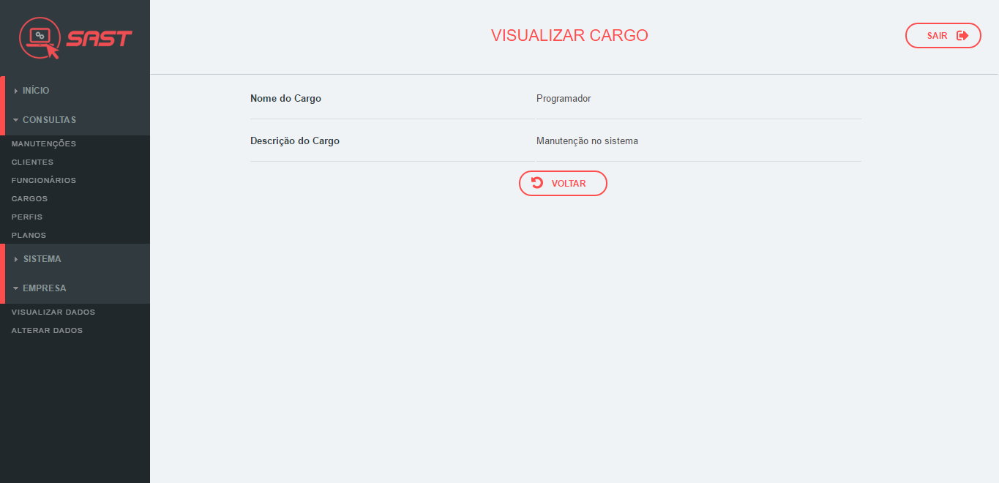 SAST
VISUALIZAR CARGO
SAIR
INÍCIO
CONSULTAS
MANUTENÇÕES
CLIENTES
FUNCIONÁRIOS
CARGOS
PERFIS
PLANOS
SISTEMA
EMPRESA
VISUALIZAR DADOS
ALTERAR DADOS
Nome do Cargo Programador
Descrição do Cargo Manutenção no sistema
VOLTAR